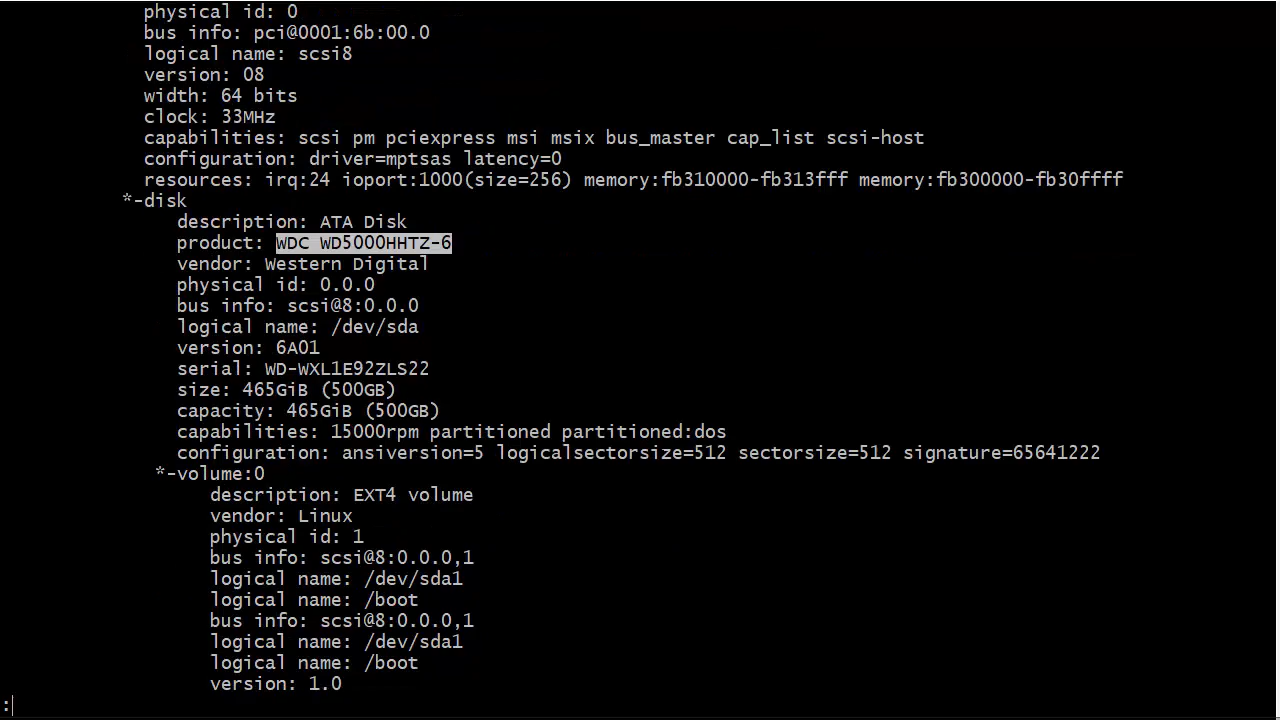 physical id: 0
bus info: pci@0001:6b:00.0
logical name: scsi8
version: 08
width: 64 bits
clock: 33MHz
capabilities: scsi pm pciexpress msi msix bus_master cap_list scsi-host
configuration: driver=mptsas latency=0
resources: irq:24 ioport:1000(size=256) memory:fb310000-fb313fff memory:fb300000-fb30ffff
*-disk
description: ATA Disk
product: WDC WD5000HHTZ-6
vendor: Western Digital
physical id: 0.0.0
bus info: scsi@8:0.0.0
logical name: /dev/sda
version: 6A01
serial: WD-WXL1E92ZLS22
size: 465GiB (500GB)
capacity: 465GiB (500GB)
capabilities: 15000rpm partitioned partitioned:dos
configuration: ansiversion=5 logicalsectorsize=512 sectorsize=512 signature=65641222
*-volume:0
description: EXT4 volume
vendor: Linux
physical id: 1
bus info: scsi@8:0.0.0,1
logical name: /dev/sda1
logical name: /boot
bus info: scsi@8:0.0.0,1
logical name: /dev/sda1
logical name: /boot
version: 1.0
: